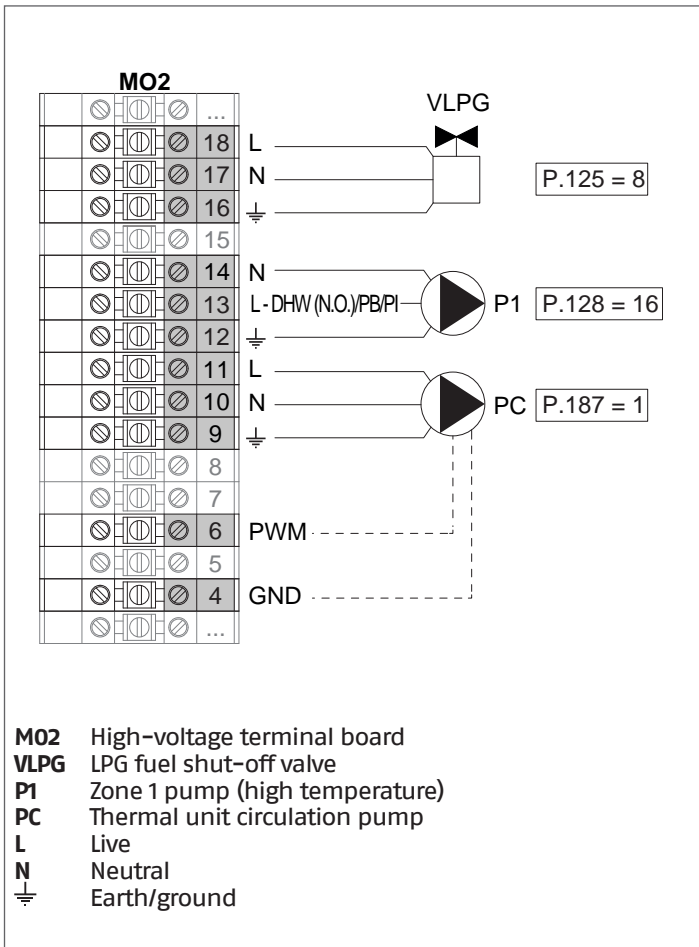 MO2
VLPG
...
18 L
17 N
P.125 = 8
16
15
14 N
13 L - DHW (N.O.)/PB/PI P1 P.128 = 16
12
11 L
10 N PC P.187 = 1
9
8
7
6 PWM
5
4 GND
...
M02 High-voltage terminal board
VLPG LPG fuel shut-off valve
P1 Zone 1 pump (high temperature)
PC Thermal unit circulation pump
L Live
N Neutral
⏚ Earth/ground